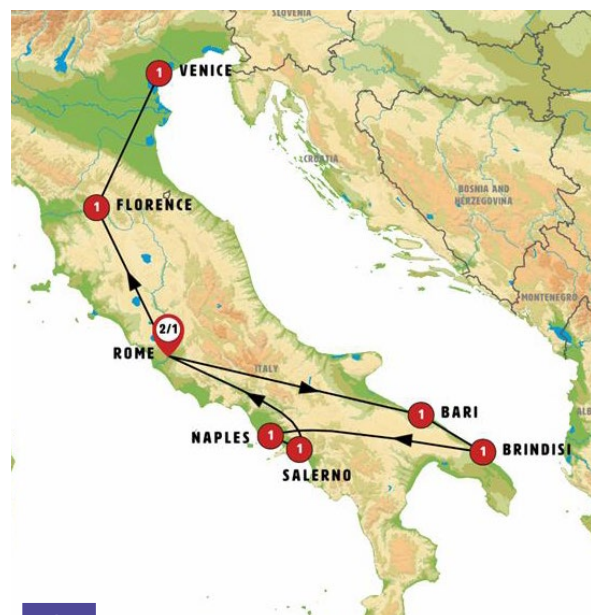 SLOVENIA
1 VENICE
CROATIA
BOSNIA AND
HERZEGOVINA
1 FLORENCE
MONTENEGRO
2/1
ROME
ITALY
ALB
1 BARI
NAPLES 1
1 BRINDISI
1
SALERNO